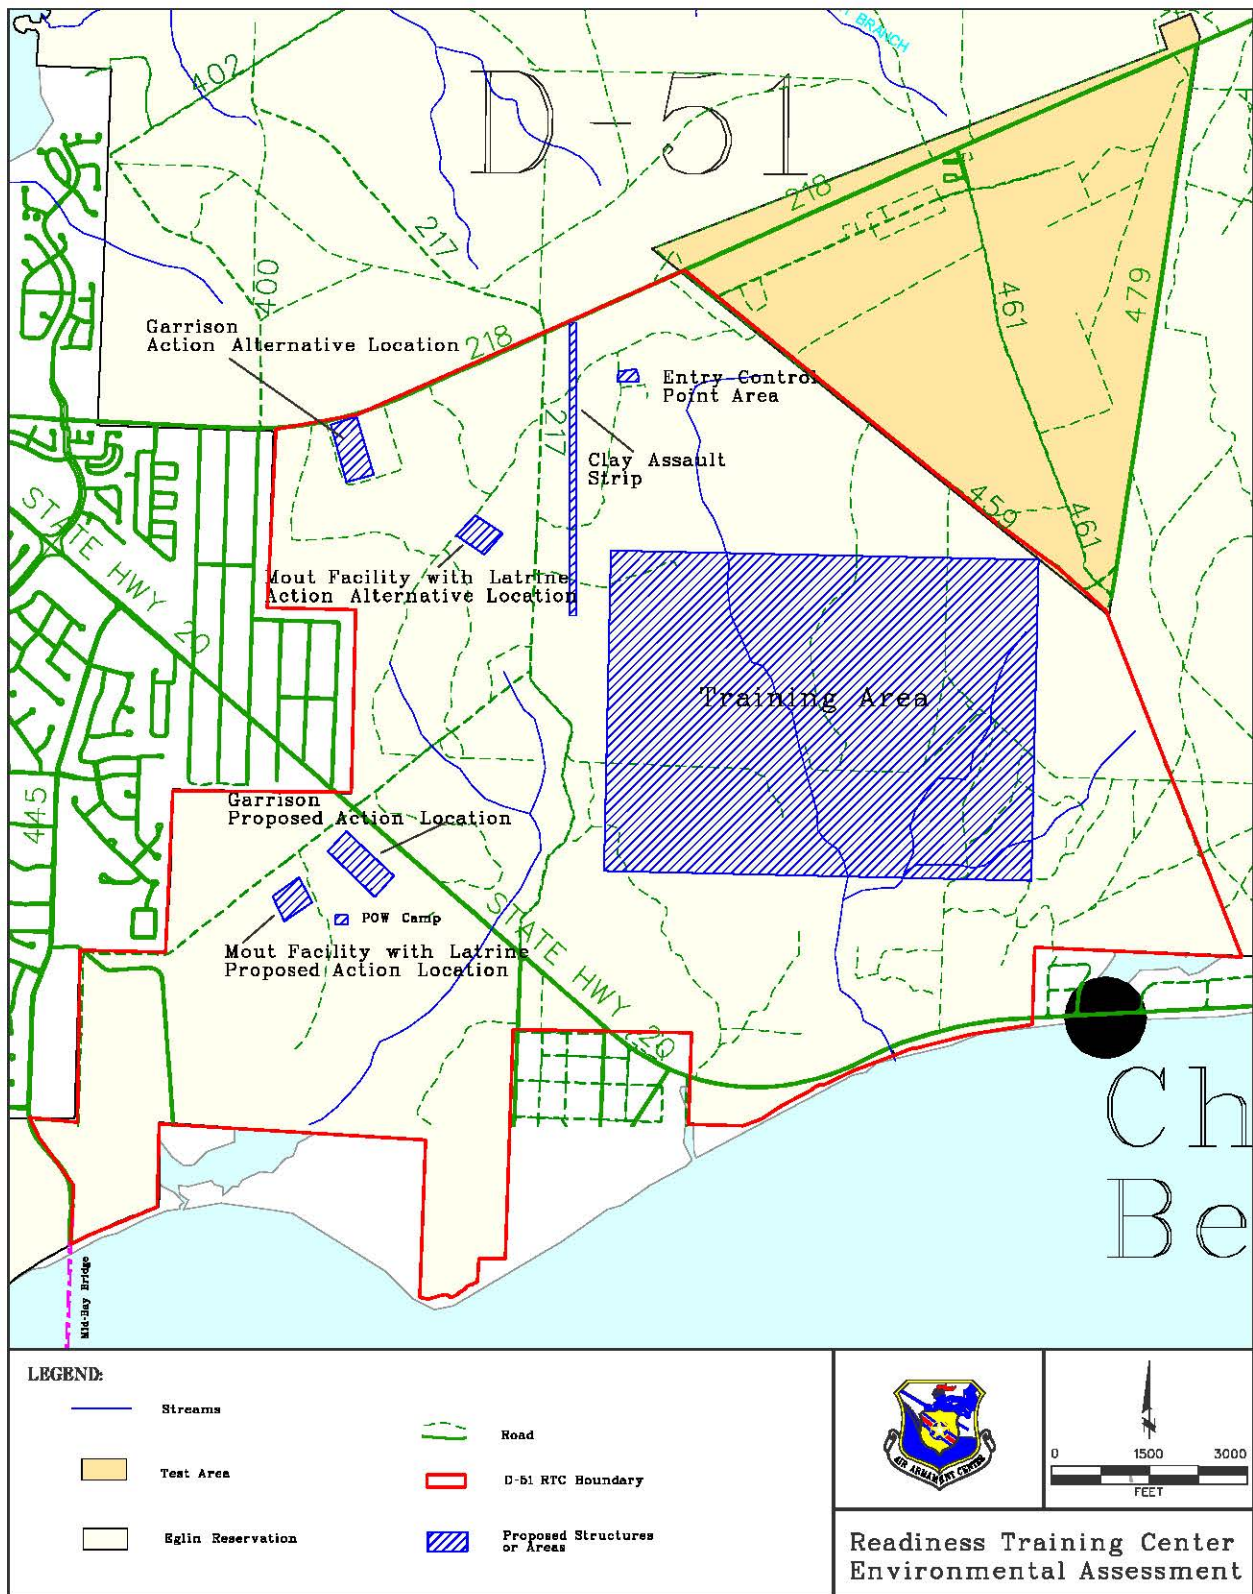 T BRANCH
402
D-51
218
217
400
479
461
Garrison
Action Alternative Location
218
Entry Control
Point Area
217
Clay Assault
Strip
459
461
STATE HWY 20
Mout Facility with Latrine
Action Alternative Location
Training Area
445
Garrison
Proposed Action Location
POW Camp
Mout Facility with Latrine
Proposed Action Location
STATE HWY 20
Ch
Be
Mid-Bay Bridge
LEGEND:
Streams
Test Area
Eglin Reservation
Road
D-51 RTC Boundary
Proposed Structures
or Areas
AIR ARMAMENT CENTER
N
0 1500 3000
FEET
Readiness Training Center
Environmental Assessment